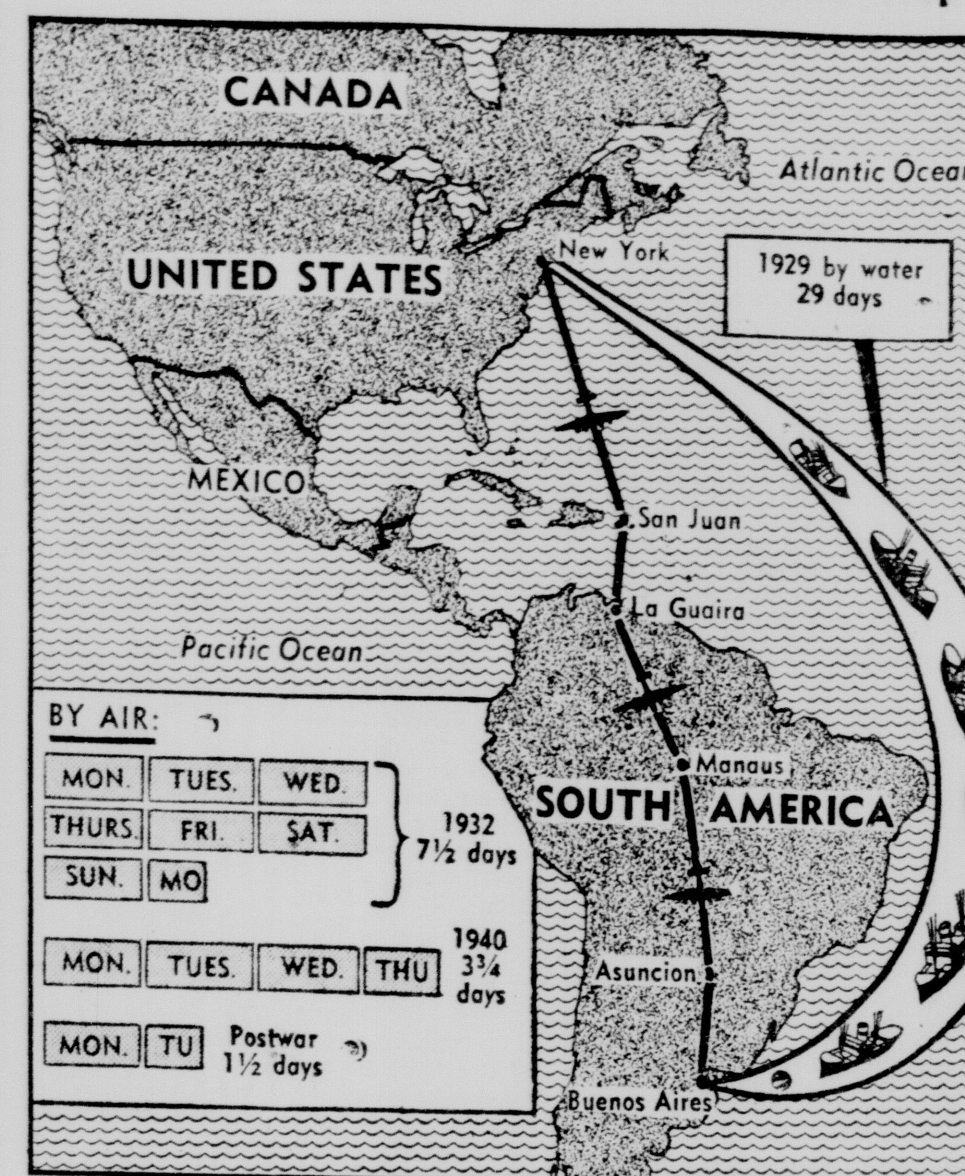 CANADA
Atlantic Ocean
New York
UNITED STATES
1929 by water
29 days
MEXICO
San Juan
La Guaira
Pacific Ocean
BY AIR:
MON. TUES. WED.
THURS. FRI. SAT.
SUN. MO
1932
7½ days
Manaus
SOUTH AMERICA
MON. TUES. WED. THU
1940
3¾
days
Asuncion
MON. TU
Postwar
1½ days
Buenos Aires